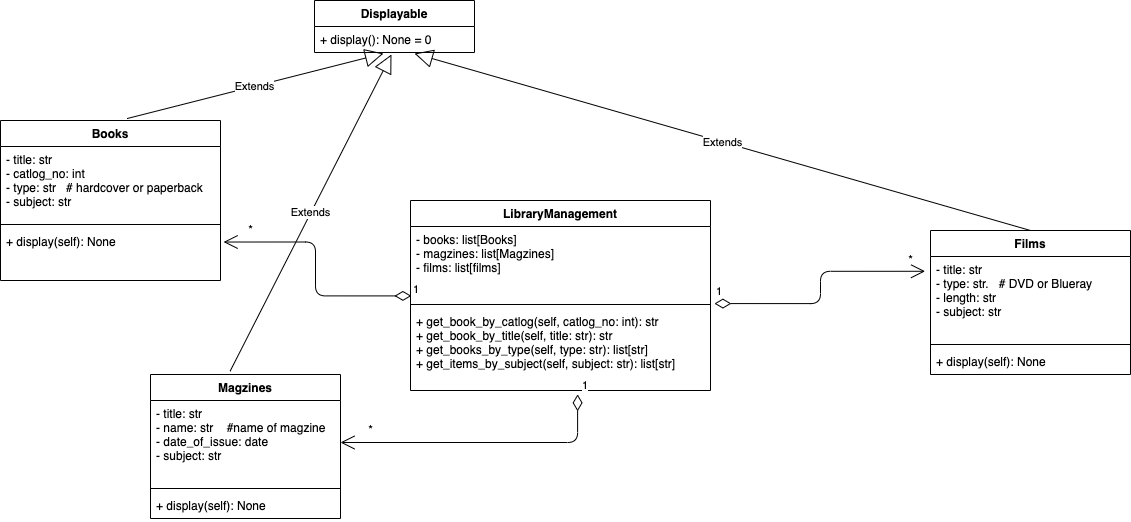 Displayable
+ display(): None = 0
Extends
Extends
Extends
Books
- title: str
- catlog_no: int
- type: str   # hardcover or paperback
- subject: str
+ display(self): None
*
1
LibraryManagement
- books: list[Books]
- magzines: list[Magzines]
- films: list[films]
+ get_book_by_catlog(self, catlog_no: int): str
+ get_book_by_title(self, title: str): str
+ get_books_by_type(self, type: str): list[str]
+ get_items_by_subject(self, subject: str): list[str]
1
*
Films
- title: str
- type: str.   # DVD or Blueray
- length: str
- subject: str
+ display(self): None
1
*
Magzines
- title: str
- name: str    #name of magzine
- date_of_issue: date
- subject: str
+ display(self): None